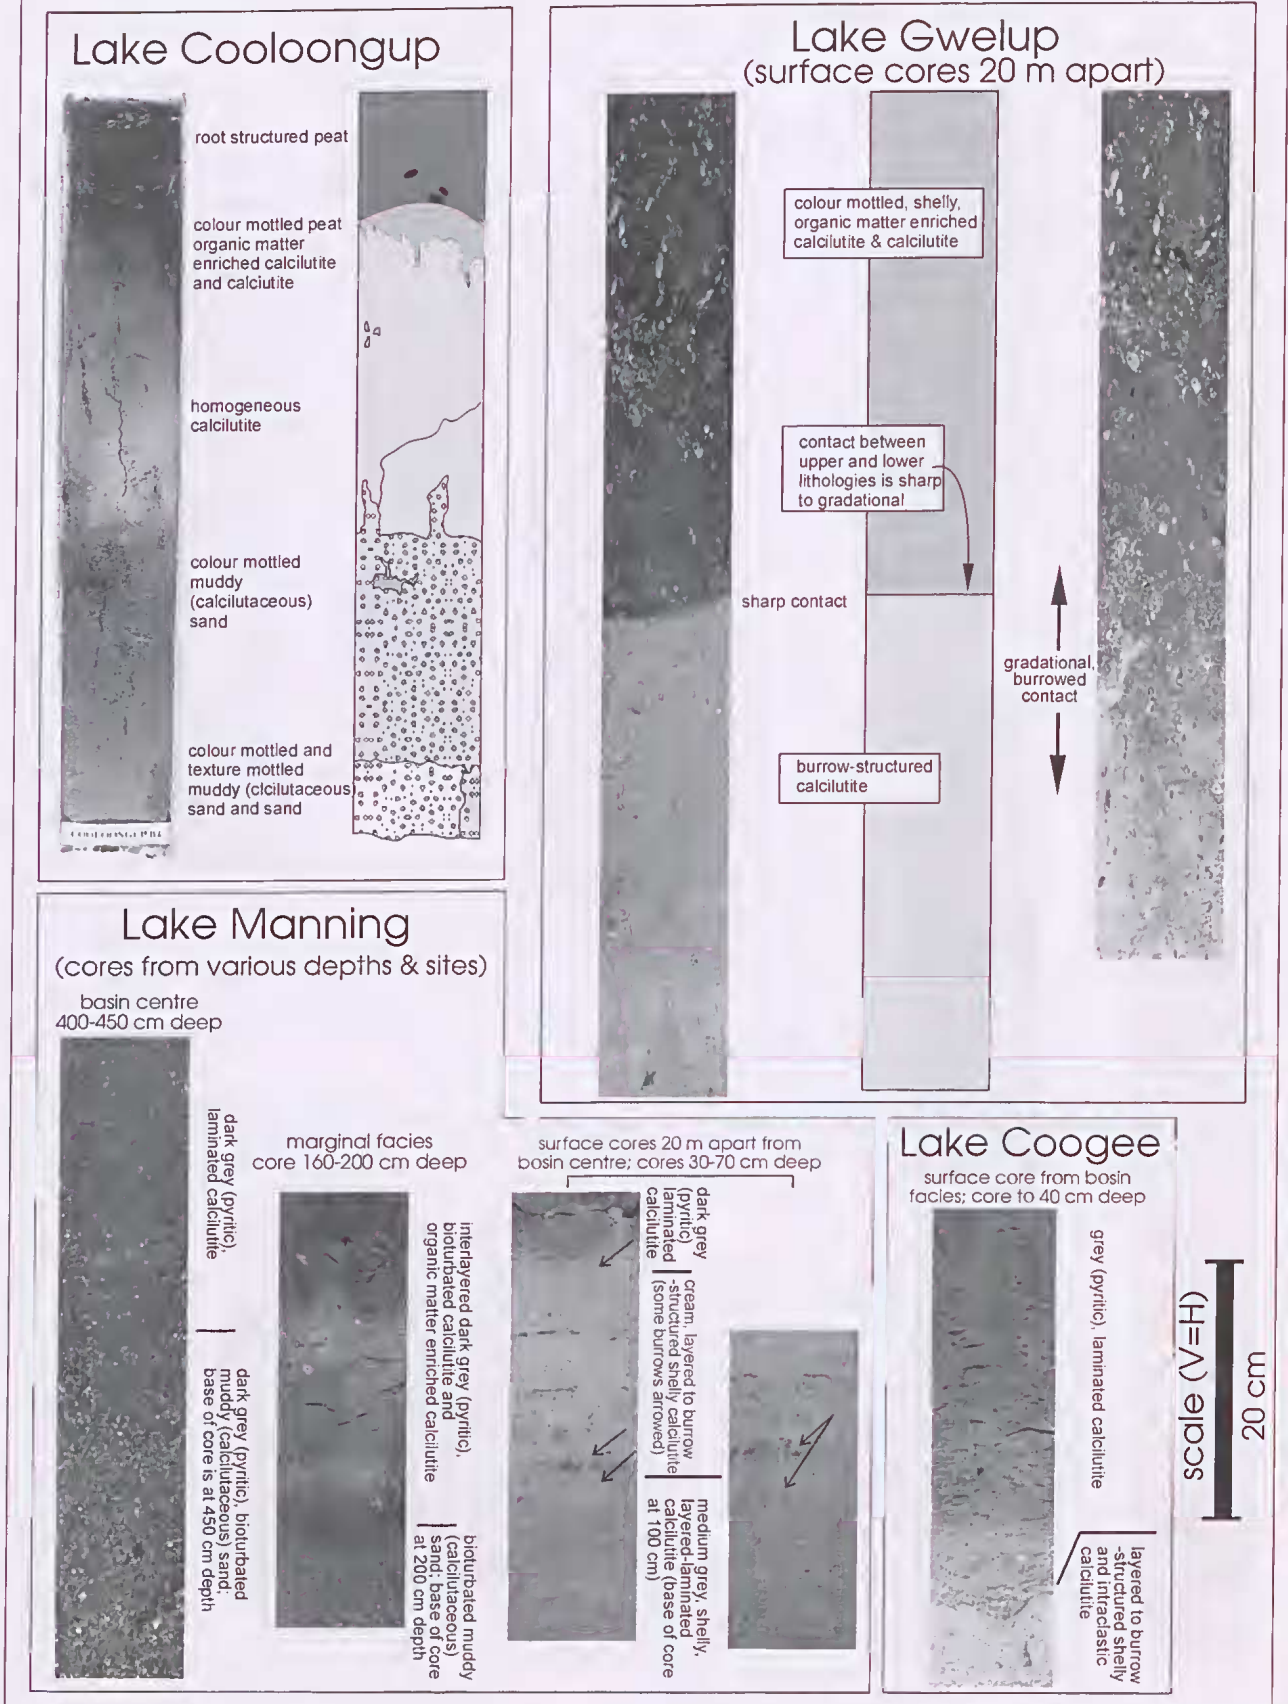 Lake Cooloongup
root structured peat
colour mottled peat
organic matter
enriched calcilutite
and calciutite
homogeneous
calcilutite
colour mottled
muddy
(calcilutaceous)
sand
colour mottled and
texture mottled
muddy (clcilutaceous)
sand and sand
Lake Gwelup
(surface cores 20 m apart)
colour mottled, shelly,
organic matter enriched
calcilutite & calcilutite
contact between
upper and lower
lithologies is sharp
to gradational
sharp contact
gradational,
burrowed
contact
burrow-structured
calcilutite
Lake Manning
(cores from various depths & sites)
basin centre
400-450 cm deep
dark grey (pyritic),
laminated calcilutite
dark grey (pyritic), bioturbated
muddy (calcilutaceous) sand;
base of core is at 450 cm depth
marginal facies
core 160-200 cm deep
interlayered dark grey (pyritic),
bioturbated calcilutite and
organic matter enriched calcilutite
bioturbated muddy
(calcilutaceous)
sand; base of core
at 200 cm depth
surface cores 20 m apart from
bosin centre; cores 30-70 cm deep
dark grey
(pyritic)
laminated
calcilutite
cream, layered to burrow
-structured shelly calcilutite
(some burrows arrowed)
medium grey, shelly,
layered-laminated
calcilutite (base of core
at 100 cm)
Lake Coogee
surface core from bosin
facies; core to 40 cm deep
grey (pyritic), laminated calcilutite
layered to burrow
-structured shelly
and intraclastic
calcilutite
20 cm
scale (V=H)